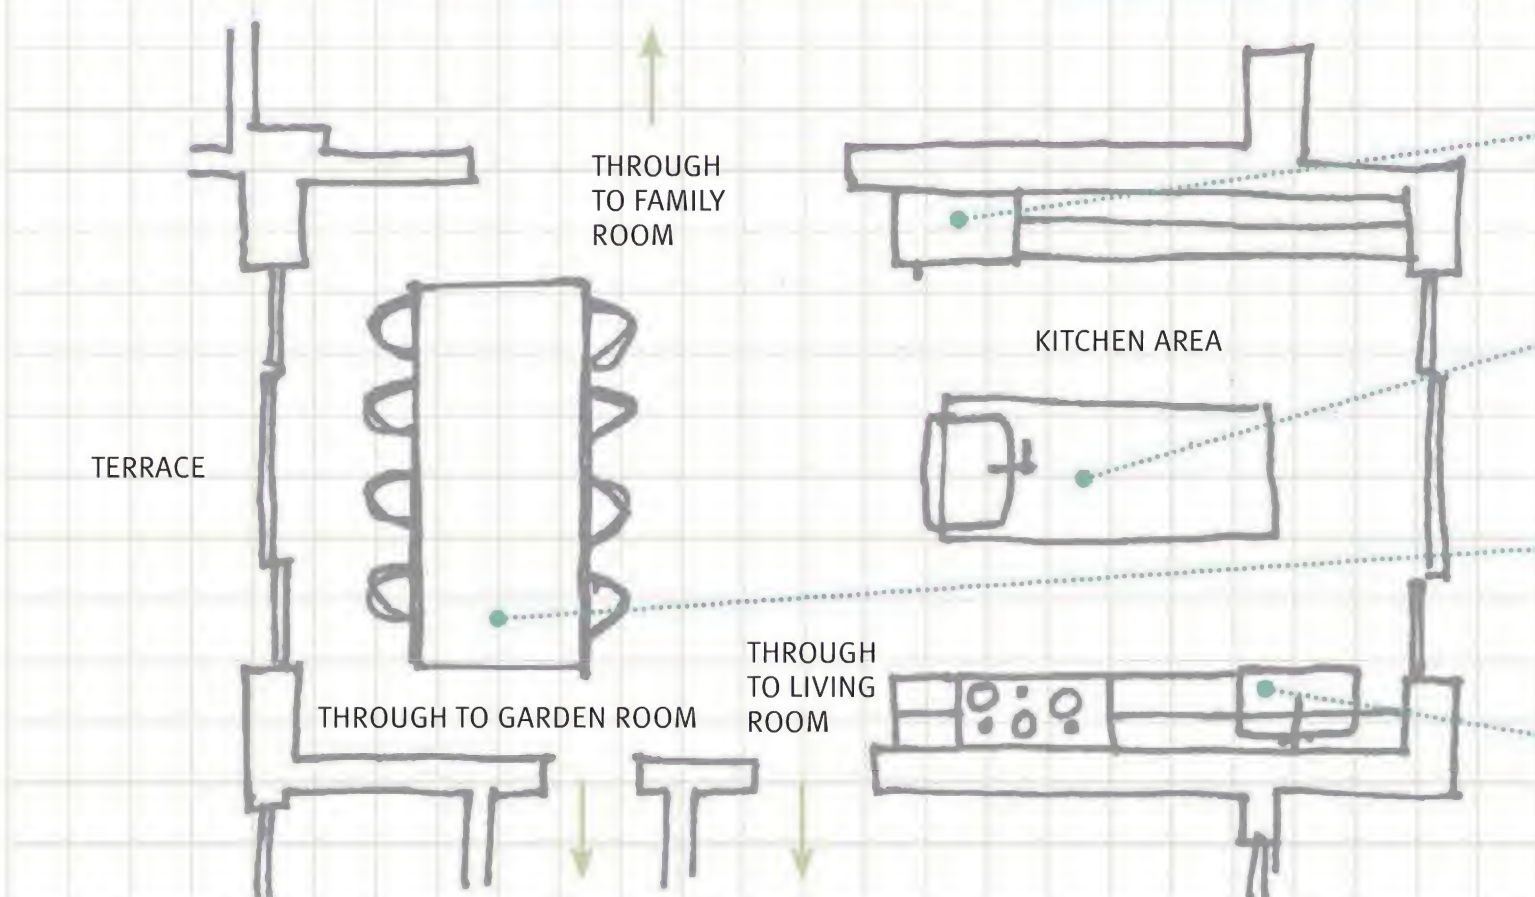 THROUGH
TO FAMILY
ROOM
KITCHEN AREA
TERRACE
THROUGH
TO LIVING
ROOM
THROUGH TO GARDEN ROOM